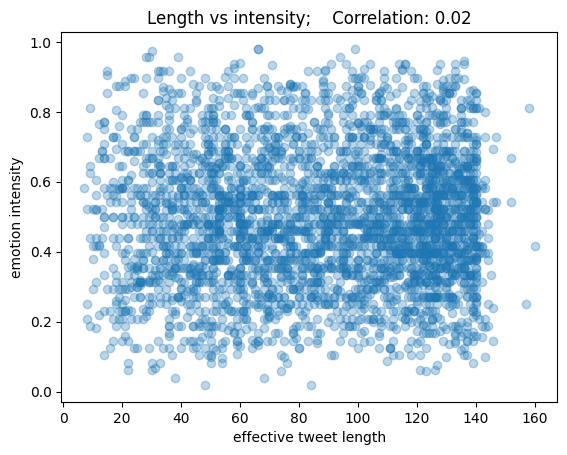 Length vs intensity;    Correlation: 0.02
1.0
0.8
0.6
0.4
0.2
0.0
emotion intensity
0 20 40 60 80 100 120 140 160
effective tweet length